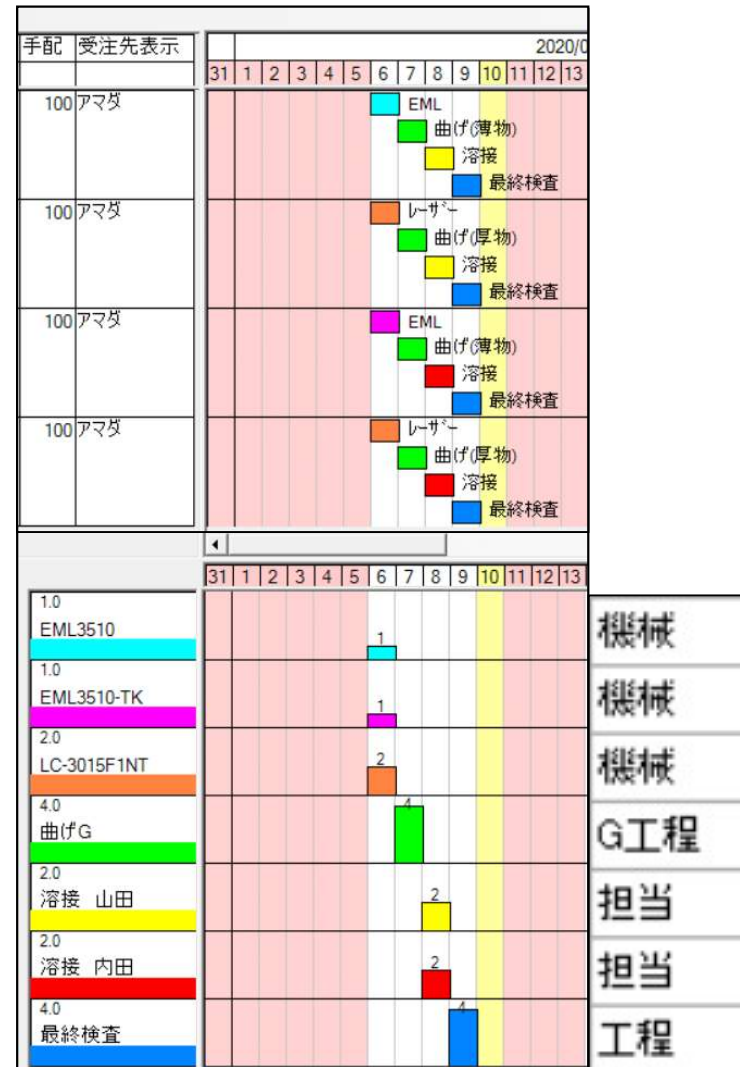 手配 受注先表示 2020/0
31 1 2 3 4 5 6 7 8 9 10 11 12 13
100 アマダ EML
曲げ(薄物)
溶接
最終検査
100 アマダ レーザー
曲げ(厚物)
溶接
最終検査
100 アマダ EML
曲げ(薄物)
溶接
最終検査
100 アマダ レーザー
曲げ(厚物)
溶接
最終検査
31 1 2 3 4 5 6 7 8 9 10 11 12 13
1.0
EML3510 1 機械
1.0
EML3510-TK 1 機械
2.0
LC-3015F1NT 2 機械
4.0 4
曲げG G工程
2.0
溶接 山田 2 担当
2.0
溶接 内田 2 担当
4.0 4
最終検査 工程